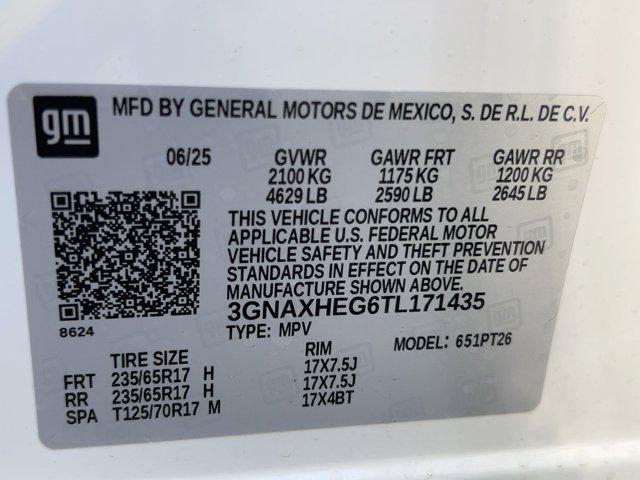 gm
MFD BY GENERAL MOTORS DE MEXICO, S. DE R.L. DE C.V.
06/25 GVWR GAWR FRT GAWR RR
2100 KG 1175 KG 1200 KG
4629 LB 2590 LB 2645 LB
THIS VEHICLE CONFORMS TO ALL
APPLICABLE U.S. FEDERAL MOTOR
VEHICLE SAFETY AND THEFT PREVENTION
STANDARDS IN EFFECT ON THE DATE OF
MANUFACTURE SHOWN ABOVE.
3GNAXHEG6TL171435
8624
TYPE: MPV MODEL: 651PT26
TIRE SIZE RIM
FRT 235/65R17 H 17X7.5J
RR 235/65R17 H 17X7.5J
SPA T125/70R17 M 17X4BT